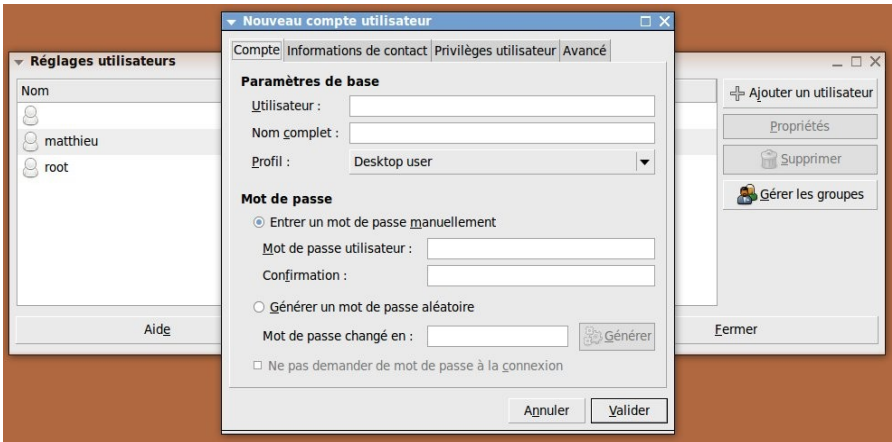 Nouveau compte utilisateur
Compte Informations de contact Privilèges utilisateur Avancé
Paramètres de base
Utilisateur :
Nom complet :
Profil : Desktop user
Mot de passe
Entrer un mot de passe manuellement
Mot de passe utilisateur :
Confirmation :
Générer un mot de passe aléatoire
Mot de passe changé en : Générer
Ne pas demander de mot de passe à la connexion
Annuler Valider
Réglages utilisateurs
Nom
matthieu
root
Ajouter un utilisateur
Propriétés
Supprimer
Gérer les groupes
Aide
Fermer